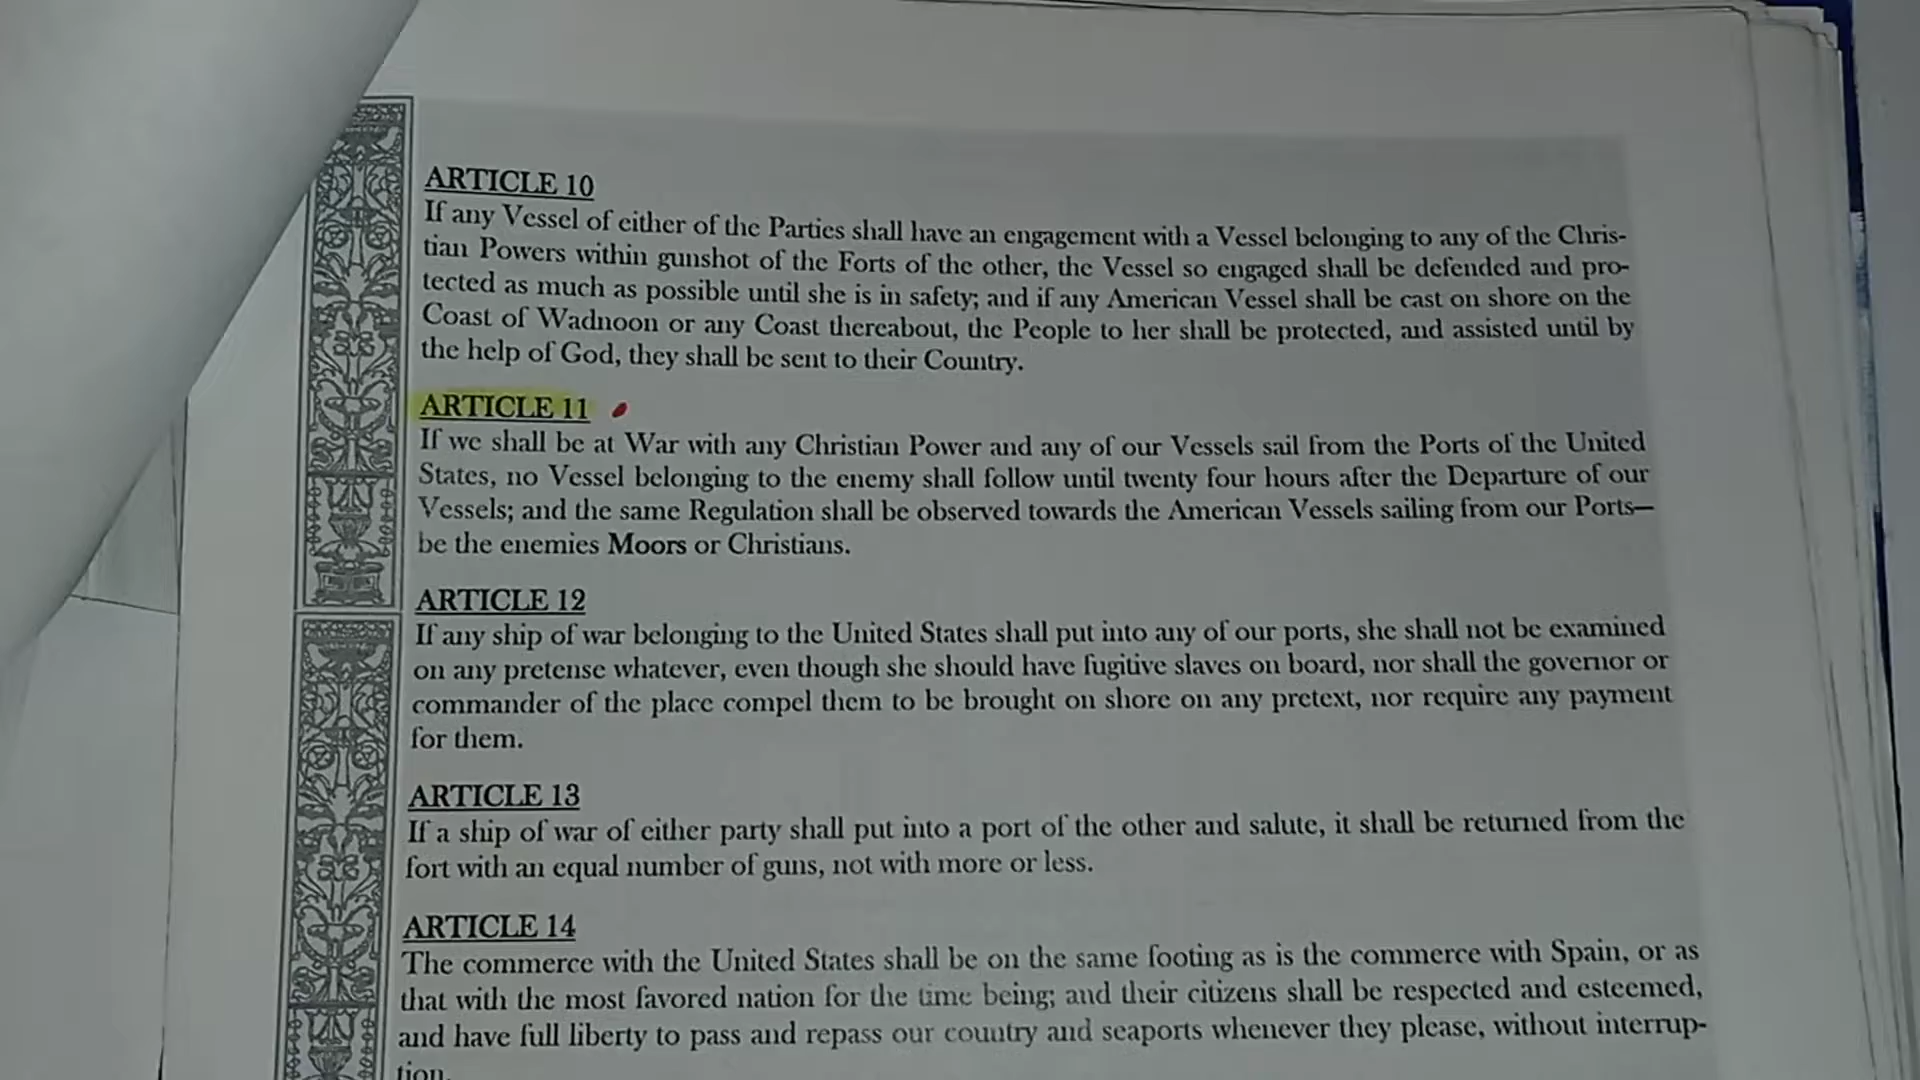 ARTICLE 10
If any Vessel of either of the Parties shall have an engagement with a Vessel belonging to any of the Chris-
tian Powers within gunshot of the Forts of the other, the Vessel so engaged shall be defended and pro-
tected as much as possible until she is in safety; and if any American Vessel shall be cast on shore on the
Coast of Wadnoon or any Coast thereabout, the People to her shall be protected, and assisted until by
the help of God, they shall be sent to their Country.
ARTICLE 11
If we shall be at War with any Christian Power and any of our Vessels sail from the Ports of the United
States, no Vessel belonging to the enemy shall follow until twenty four hours after the Departure of our
Vessels; and the same Regulation shall be observed towards the American Vessels sailing from our Ports—
be the enemies Moors or Christians.
ARTICLE 12
If any ship of war belonging to the United States shall put into any of our ports, she shall not be examined
on any pretense whatever, even though she should have fugitive slaves on board, nor shall the governor or
commander of the place compel them to be brought on shore on any pretext, nor require any payment
for them.
ARTICLE 13
If a ship of war of either party shall put into a port of the other and salute, it shall be returned from the
fort with an equal number of guns, not with more or less.
ARTICLE 14
The commerce with the United States shall be on the same footing as is the commerce with Spain, or as
that with the most favored nation for the time being; and their citizens shall be respected and esteemed,
and have full liberty to pass and repass our country and seaports whenever they please, without interrup-
tion.